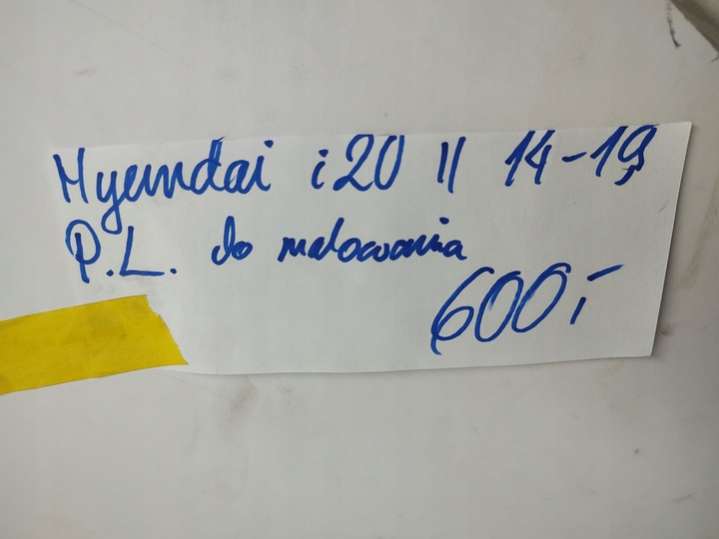 Hyundai i20 II 14-19
P.L. do malowania
600,-